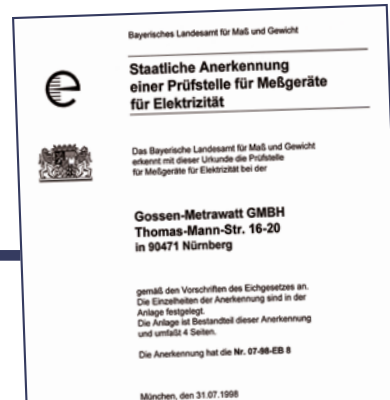 Bayerisches Landesamt für Maß und Gewicht
Staatliche Anerkennung
einer Prüfstelle für Meßgeräte
für Elektrizität
Das Bayerische Landesamt für Maß und Gewicht
erkennt mit dieser Urkunde die Prüfstelle
für Meßgeräte für Elektrizität bei der
Gossen-Metrawatt GMBH
Thomas-Mann-Str. 16-20
in 90471 Nürnberg
gemäß den Vorschriften des Eichgesetzes an.
Die Einzelheiten der Anerkennung sind in der
Anlage festgelegt.
Die Anlage ist Bestandteil dieser Anerkennung
und umfaßt 4 Seiten.
Die Anerkennung hat die Nr. 07-98-EB 8
München, den 31.07.1998